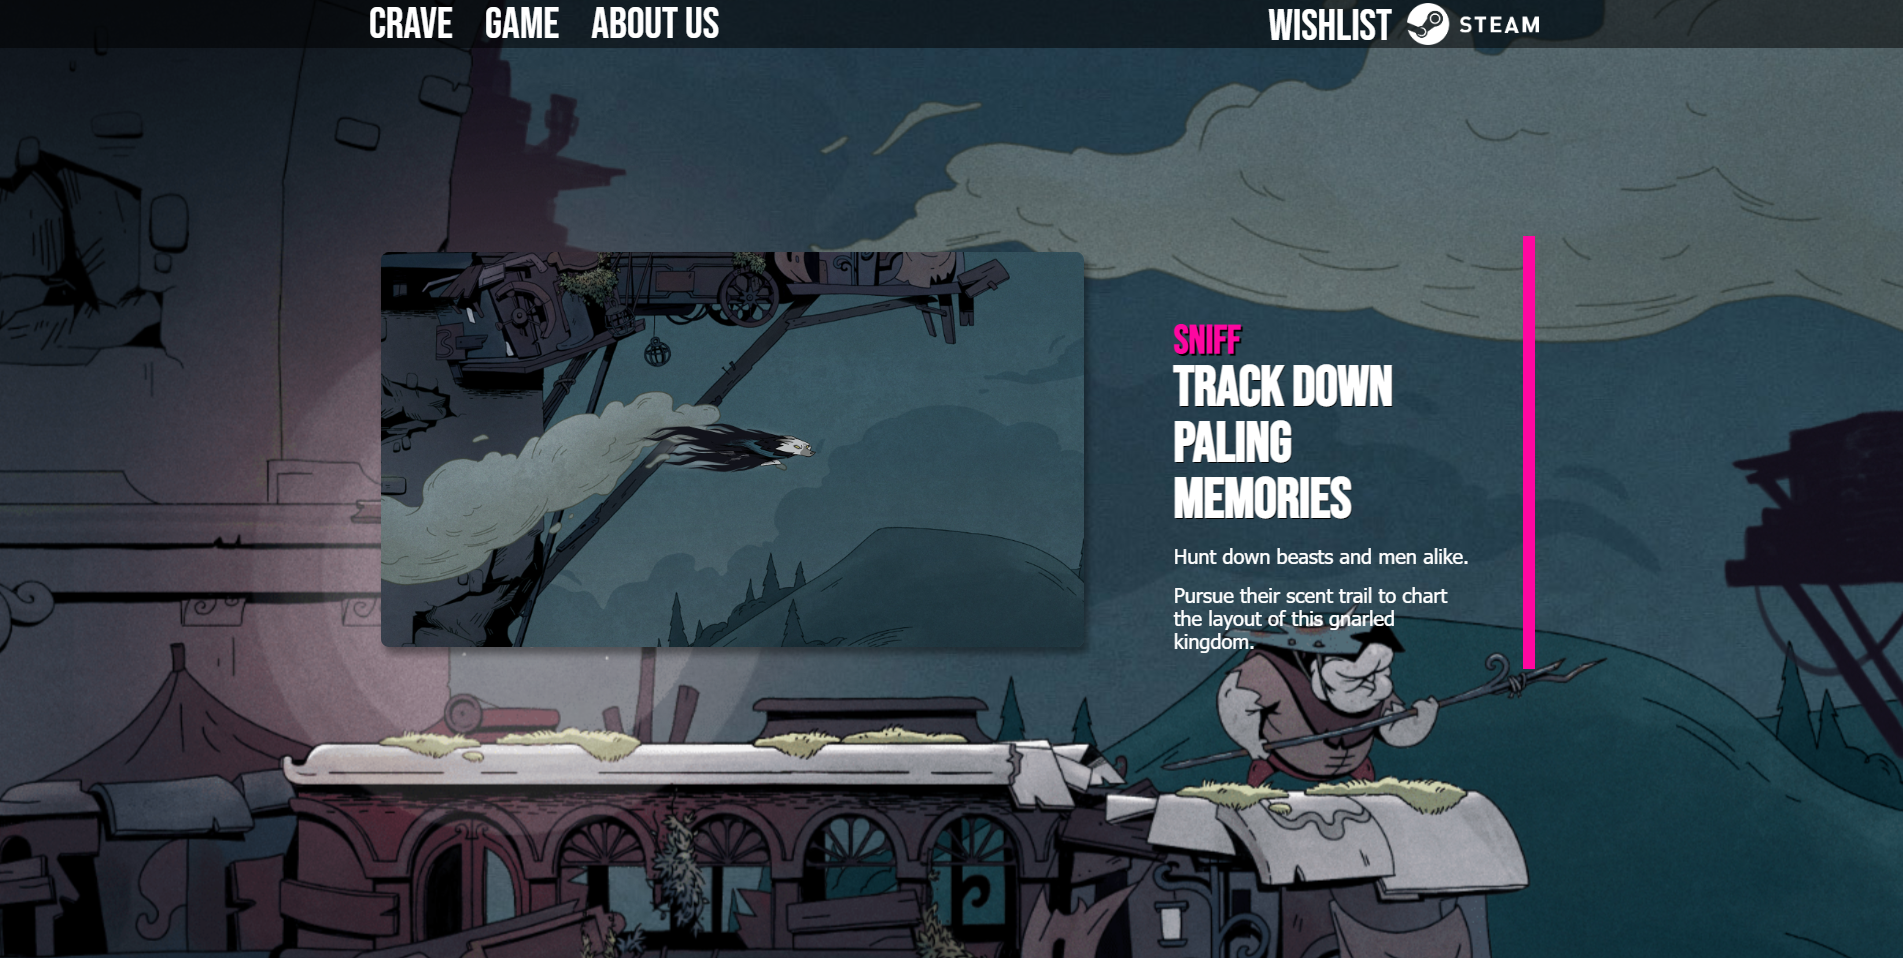 CRAVE GAME ABOUT US WISHLIST STEAM
SNIFF
TRACK DOWN
PALING
MEMORIES
Hunt down beasts and men alike.
Pursue their scent trail to chart
the layout of this gnarled
kingdom.